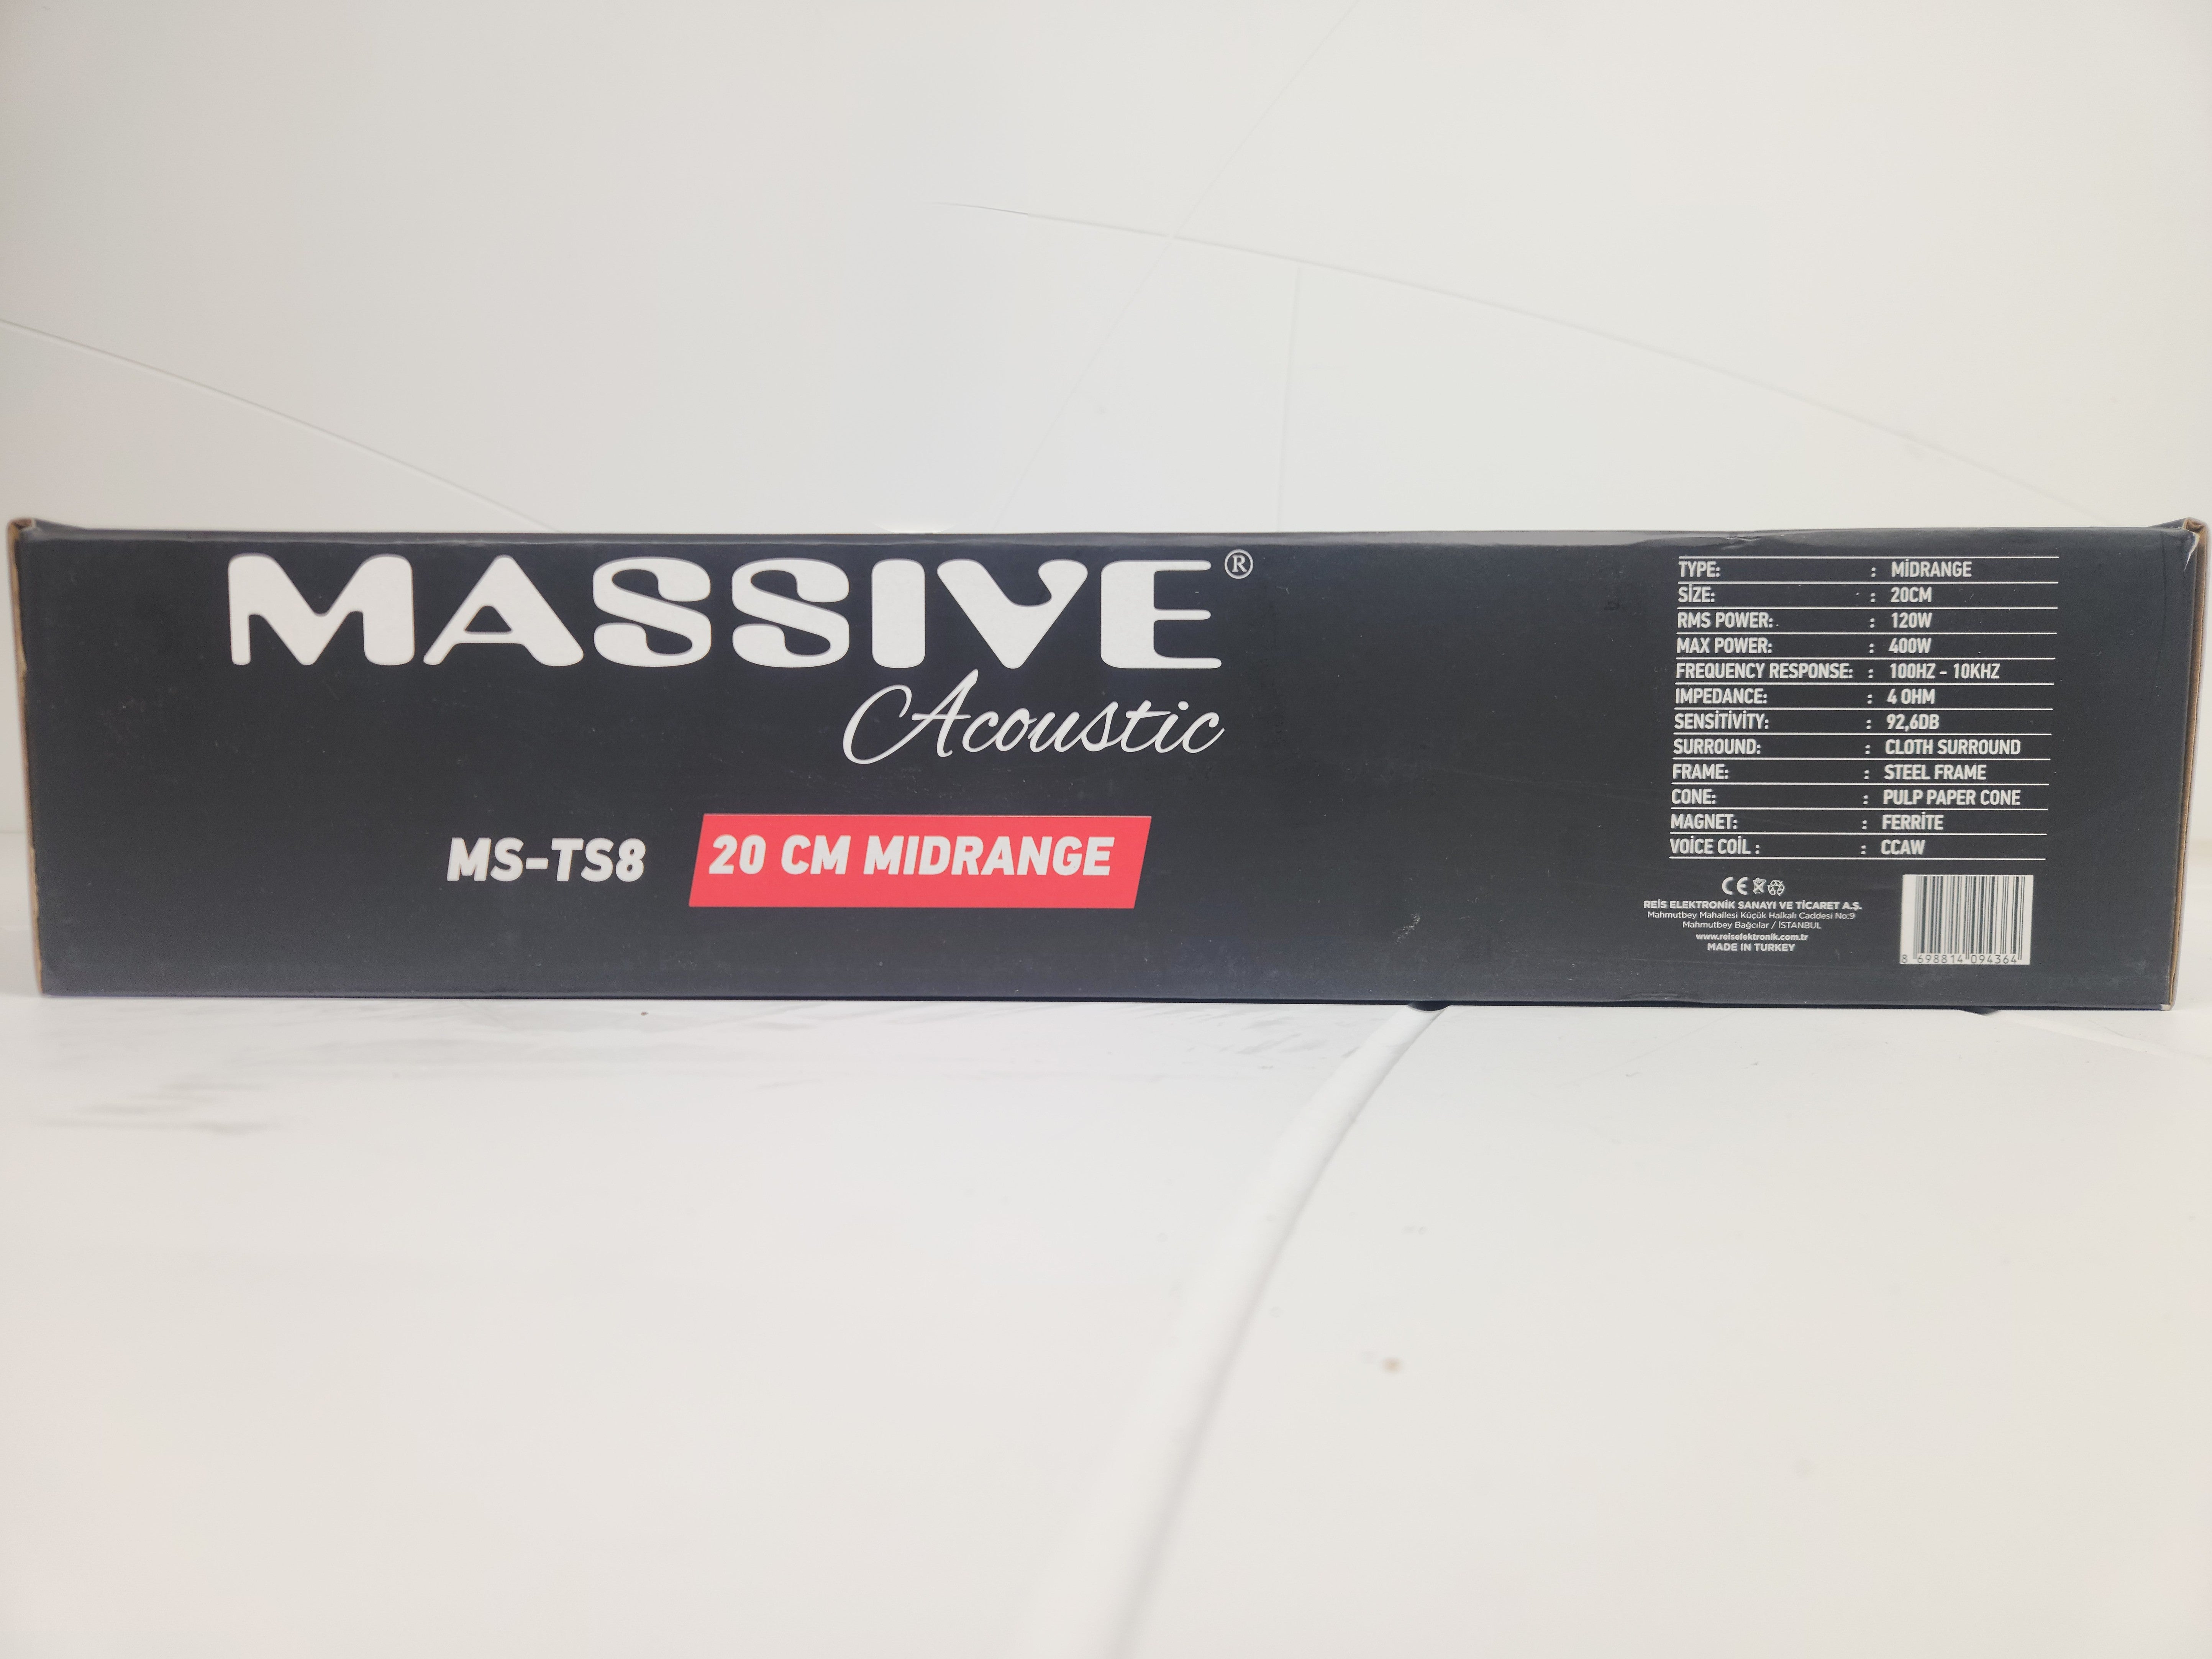 MASSIVE®
Acoustic
MS-TS8 20 CM MIDRANGE
TYPE: : MİDRANGE
SİZE: : 20CM
RMS POWER: : 120W
MAX POWER: : 400W
FREQUENCY RESPONSE: : 100HZ - 10KHZ
IMPEDANCE: : 4 OHM
SENSİTİVİTY: : 92,6DB
SURROUND: : CLOTH SURROUND
FRAME: : STEEL FRAME
CONE: : PULP PAPER CONE
MAGNET: : FERRİTE
VOİCE COİL : : CCAW
CE
REİS ELEKTRONİK SANAYI VE TİCARET A.Ş.
Mahmutbey Mahallesi Küçük Halkalı Caddesi No:9
Mahmutbey Bağcılar / İSTANBUL
www.reiselektronik.com.tr
MADE IN TURKEY
8 698814 094364